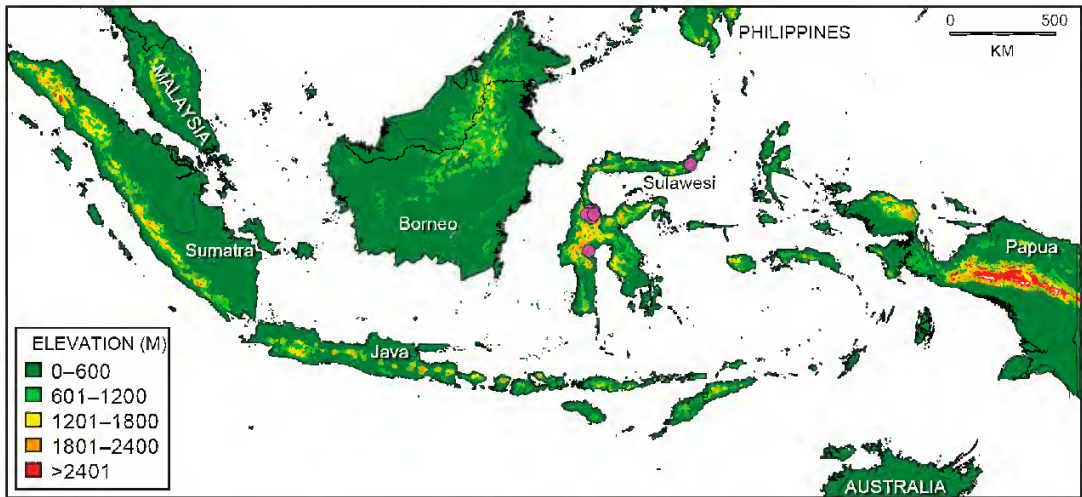 PHILIPPINES
0 500
KM
MALAYSIA
Sulawesi
Borneo
Sumatra
Papua
Java
ELEVATION (M)
0–600
601–1200
1201–1800
1801–2400
>2401
AUSTRALIA